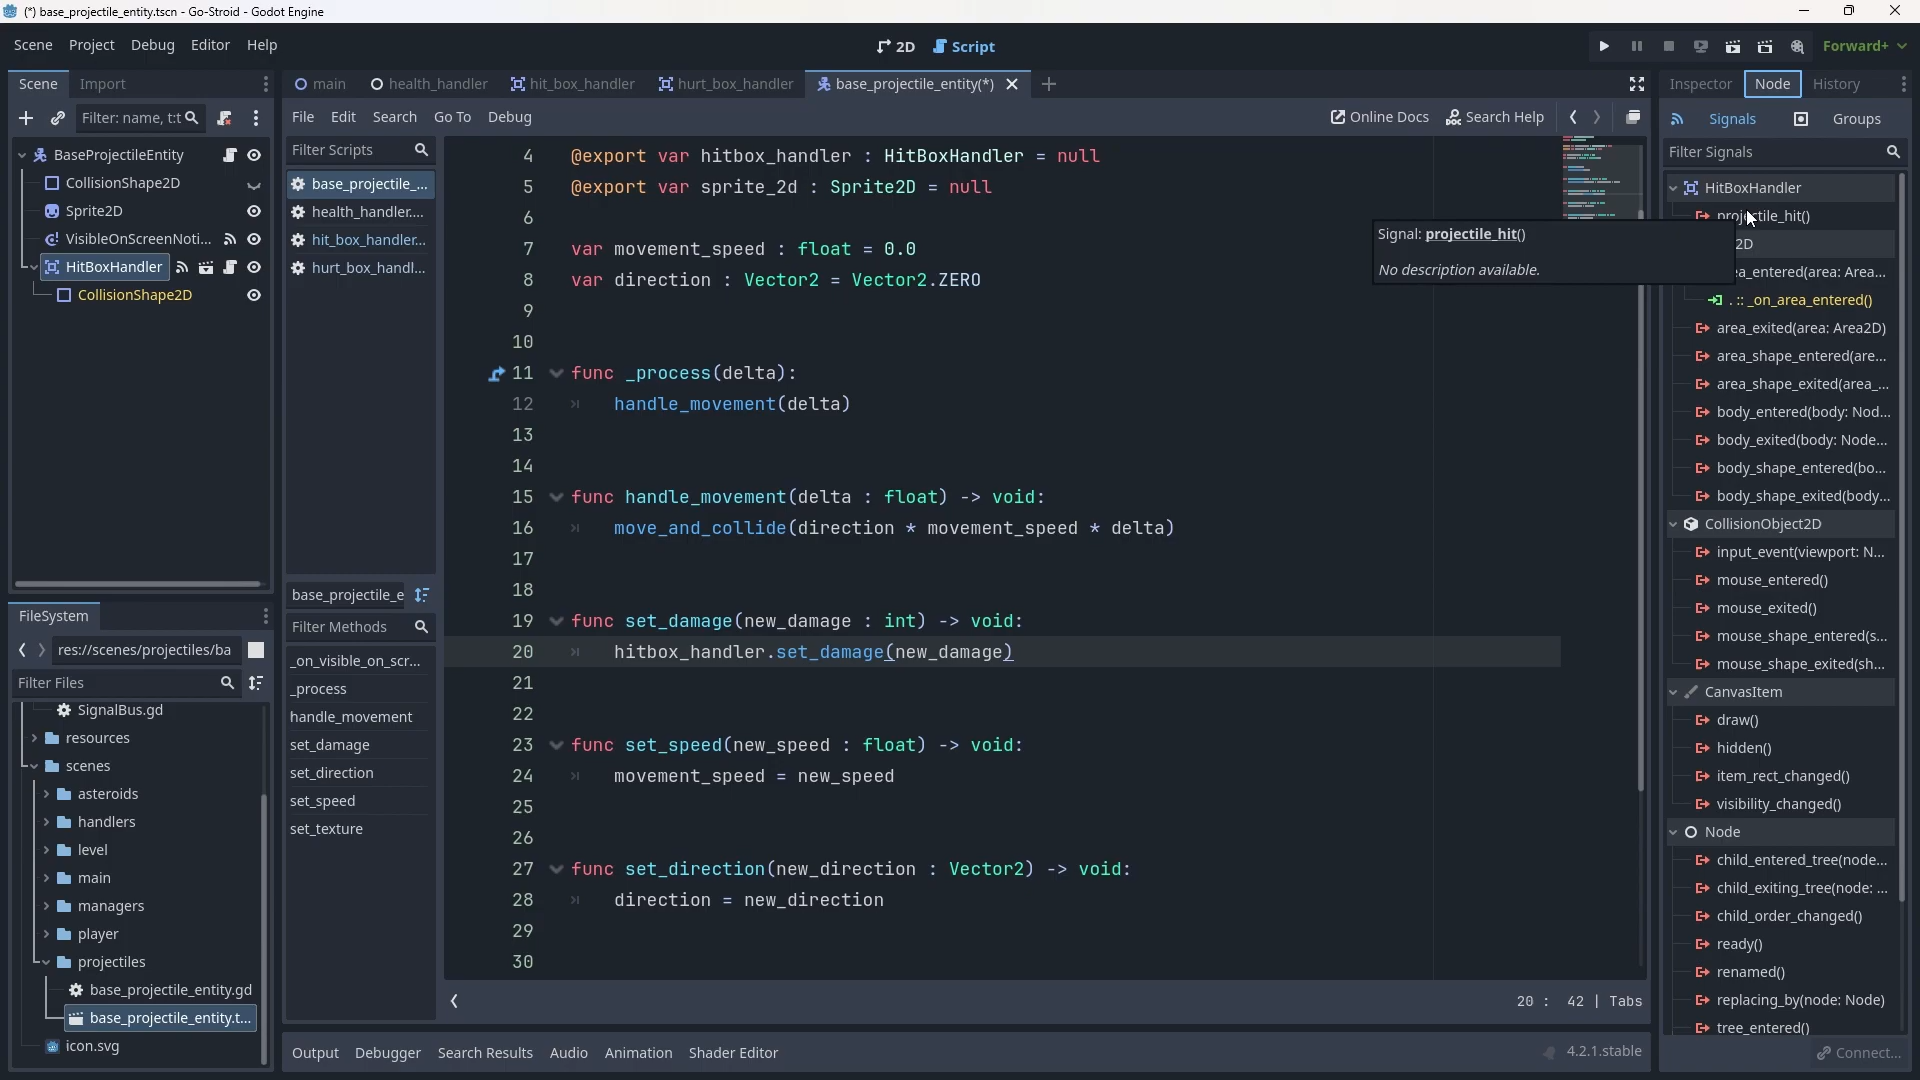 (*) base_projectile_entity.tscn - Go-Stroid - Godot Engine
Scene Project Debug Editor Help
2D Script
Forward+
Scene Import
Filter: name, t:t
BaseProjectileEntity
CollisionShape2D
Sprite2D
VisibleOnScreenNoti...
HitBoxHandler
CollisionShape2D
FileSystem
res://scenes/projectiles/ba
Filter Files
SignalBus.gd
resources
scenes
asteroids
handlers
level
main
managers
player
projectiles
base_projectile_entity.gd
base_projectile_entity.t...
icon.svg
main health_handler hit_box_handler hurt_box_handler base_projectile_entity(*)
File Edit Search Go To Debug
Online Docs Search Help
Filter Scripts
base_projectile_...
health_handler....
hit_box_handler...
hurt_box_handl...
base_projectile_e
Filter Methods
_on_visible_on_scr...
_process
handle_movement
set_damage
set_direction
set_speed
set_texture
4 @export var hitbox_handler : HitBoxHandler = null
5 @export var sprite_2d : Sprite2D = null
6
7 var movement_speed : float = 0.0
8 var direction : Vector2 = Vector2.ZERO
9
10
11 func _process(delta):
12 handle_movement(delta)
13
14
15 func handle_movement(delta : float) -> void:
16 move_and_collide(direction * movement_speed * delta)
17
18
19 func set_damage(new_damage : int) -> void:
20 hitbox_handler.set_damage(new_damage)
21
22
23 func set_speed(new_speed : float) -> void:
24 movement_speed = new_speed
25
26
27 func set_direction(new_direction : Vector2) -> void:
28 direction = new_direction
29
30
20 : 42 | Tabs
Output Debugger Search Results Audio Animation Shader Editor
4.2.1.stable
Signal: projectile_hit()
No description available.
Inspector Node History
Signals Groups
Filter Signals
HitBoxHandler
projectile_hit()
2D
ea_entered(area: Area...
. :: _on_area_entered()
area_exited(area: Area2D)
area_shape_entered(are...
area_shape_exited(area_...
body_entered(body: Nod...
body_exited(body: Node...
body_shape_entered(bo...
body_shape_exited(body...
CollisionObject2D
input_event(viewport: N...
mouse_entered()
mouse_exited()
mouse_shape_entered(s...
mouse_shape_exited(sh...
CanvasItem
draw()
hidden()
item_rect_changed()
visibility_changed()
Node
child_entered_tree(node...
child_exiting_tree(node: ...
child_order_changed()
ready()
renamed()
replacing_by(node: Node)
tree_entered()
Connect...